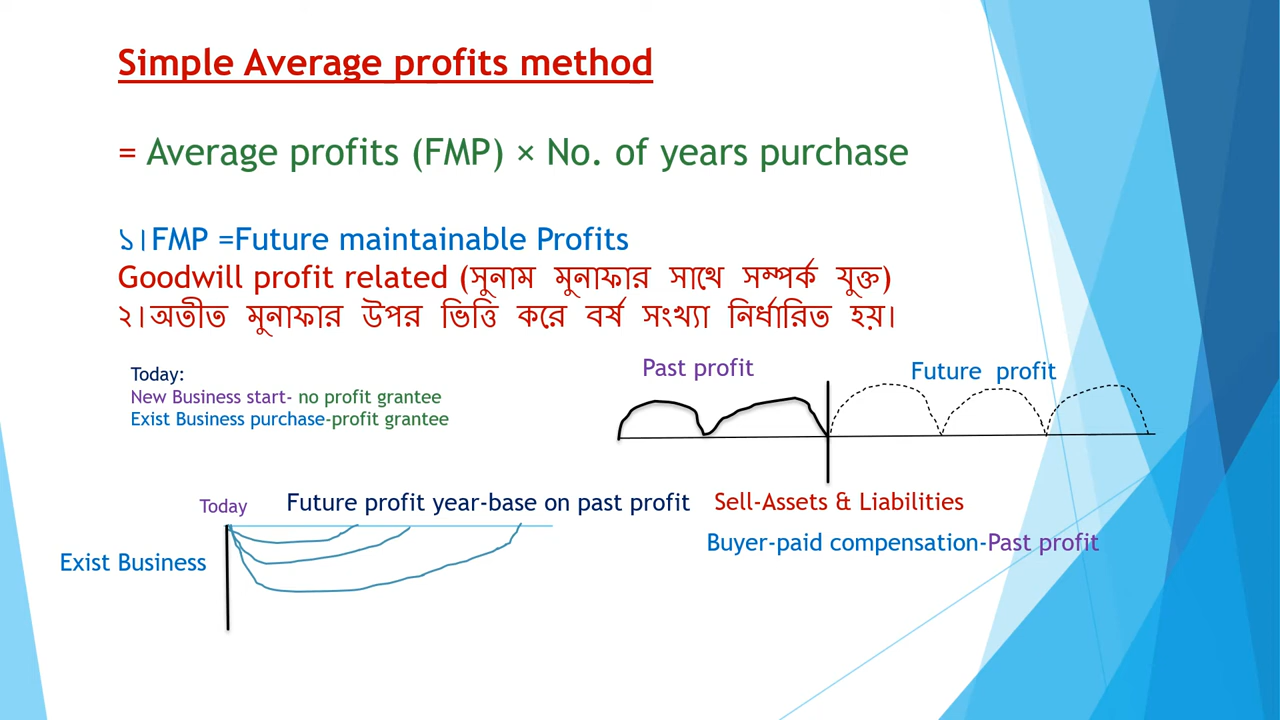 Simple Average profits method
= Average profits (FMP) × No. of years purchase
১। FMP =Future maintainable Profits
Goodwill profit related (সুনাম মুনাফার সাথে সম্পর্ক যুক্ত)
২। অতীত মুনাফার উপর ভিত্তি করে বর্ষ সংখ্যা নির্ধারিত হয়।
Today:
New Business start- no profit grantee
Exist Business purchase-profit grantee
Past profit
Future profit
Today
Future profit year-base on past profit
Sell-Assets & Liabilities
Exist Business
Buyer-paid compensation-Past profit